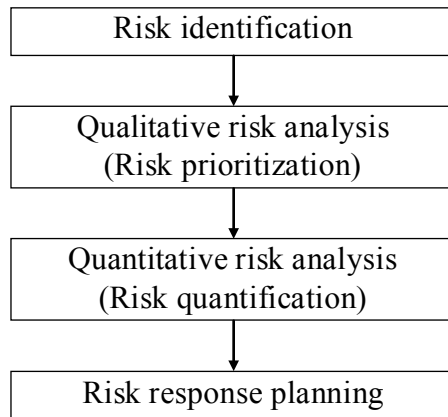 Risk identification
Qualitative risk analysis
(Risk prioritization)
Quantitative risk analysis
(Risk quantification)
Risk response planning